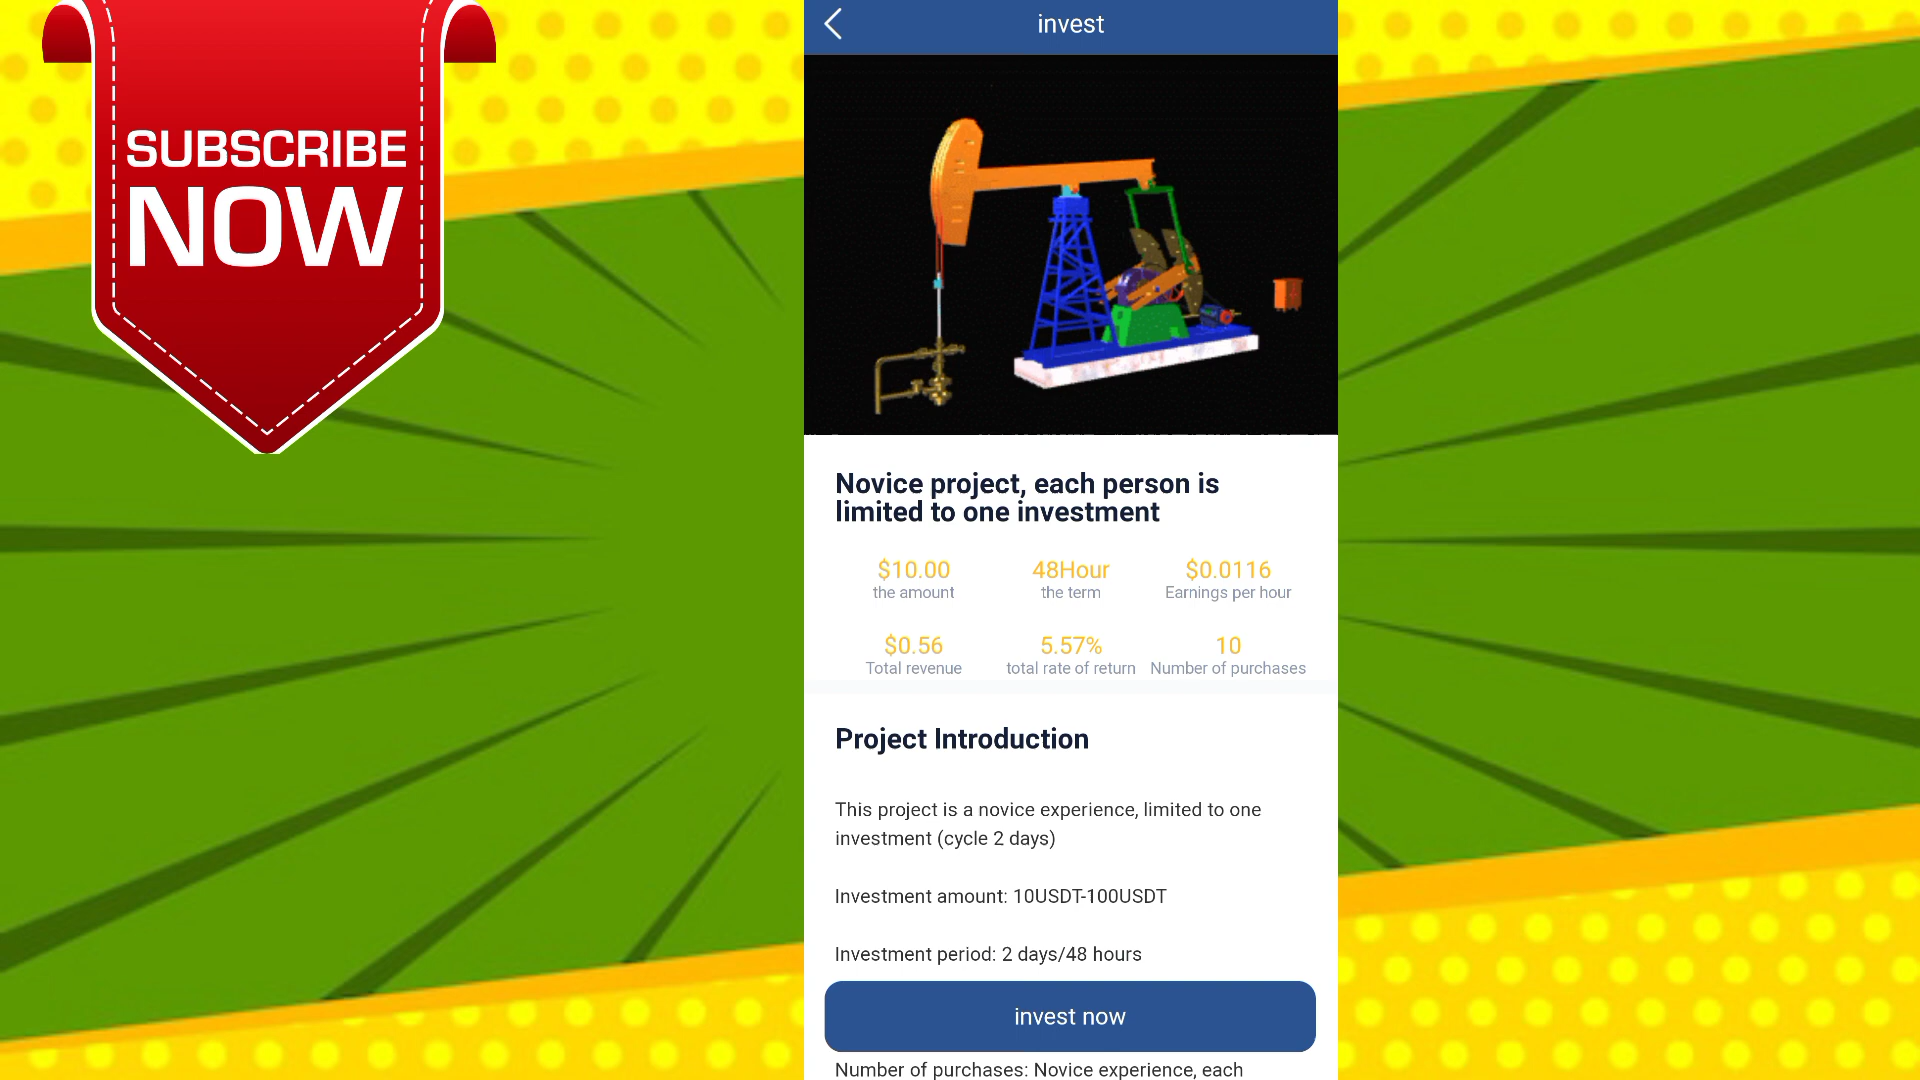 SUBSCRIBE
NOW
invest
Novice project, each person is
limited to one investment
$10.00 48Hour $0.0116
the amount the term Earnings per hour
$0.56 5.57% 10
Total revenue total rate of return Number of purchases
Project Introduction
This project is a novice experience, limited to one
investment (cycle 2 days)
Investment amount: 10USDT-100USDT
Investment period: 2 days/48 hours
invest now
Number of purchases: Novice experience, each